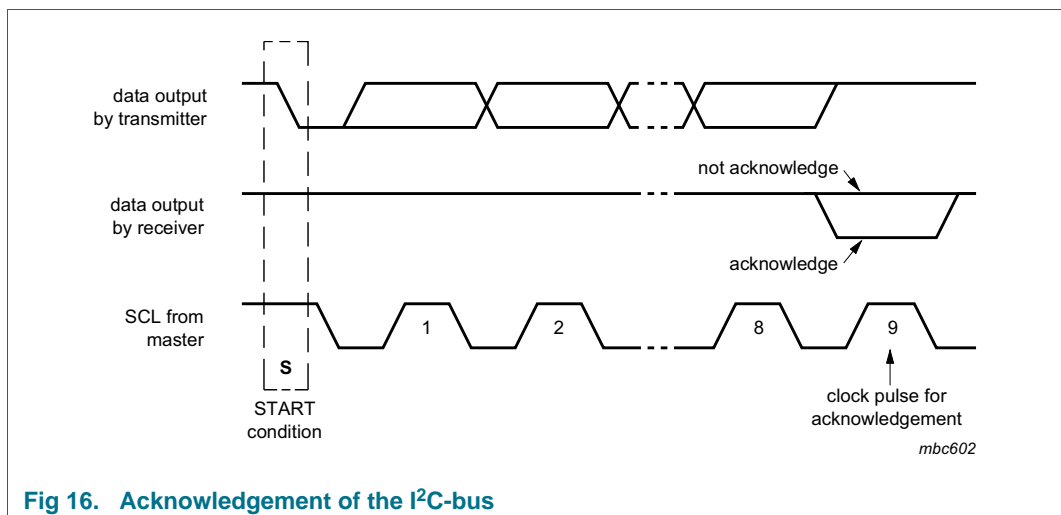 data output
by transmitter
not acknowledge
data output
by receiver
acknowledge
SCL from
master
1
2
8
9
S
START
condition
clock pulse for
acknowledgement
mbc602
Fig 16. Acknowledgement of the I²C-bus